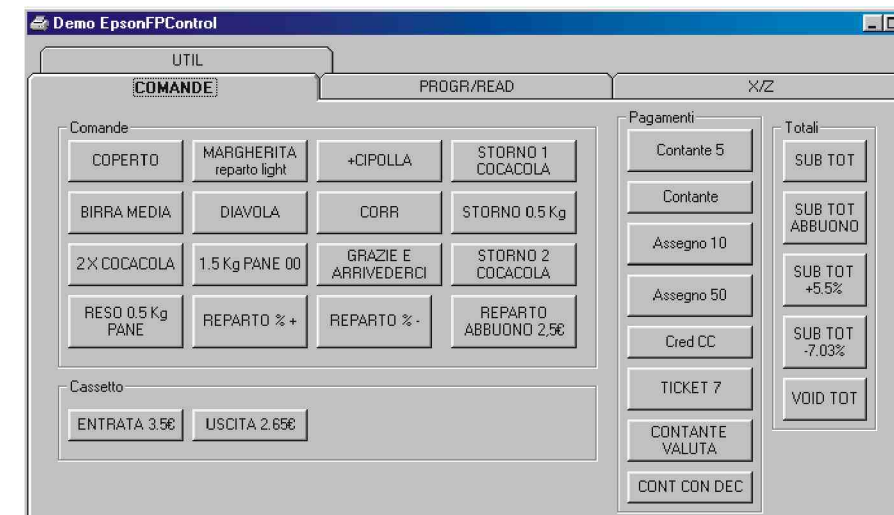 Demo EpsonFPControl
UTIL
COMANDE
PROGR/READ
X/Z
Comande
COPERTO
MARGHERITA
reparto light
+CIPOLLA
STORNO 1
COCACOLA
BIRRA MEDIA
DIAVOLA
CORR
STORNO 0.5 Kg
2 X COCACOLA
1.5 Kg PANE 00
GRAZIE E
ARRIVEDERCI
STORNO 2
COCACOLA
RESO 0.5 Kg
PANE
REPARTO % +
REPARTO % -
REPARTO
ABBUONO 2,5€
Cassetto
ENTRATA 3.5€
USCITA 2.65€
Pagamenti
Contante 5
Contante
Assegno 10
Assegno 50
Cred CC
TICKET 7
CONTANTE
VALUTA
CONT CON DEC
Totali
SUB TOT
SUB TOT
ABBUONO
SUB TOT
+5.5%
SUB TOT
-7.03%
VOID TOT